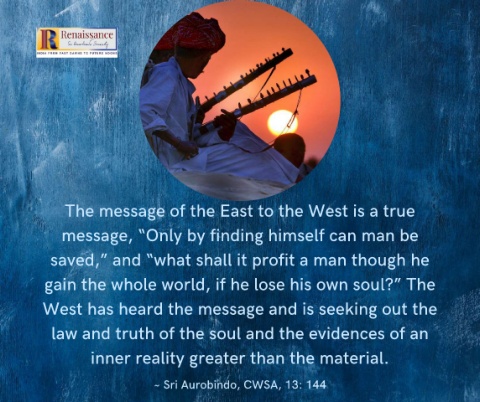 Renaissance
Sri Aurobindo Society
The message of the East to the West is a true
message, “Only by finding himself can man be
saved,” and “what shall it profit a man though he
gain the whole world, if he lose his own soul?” The
West has heard the message and is seeking out the
law and truth of the soul and the evidences of an
inner reality greater than the material.
~ Sri Aurobindo, CWSA, 13: 144